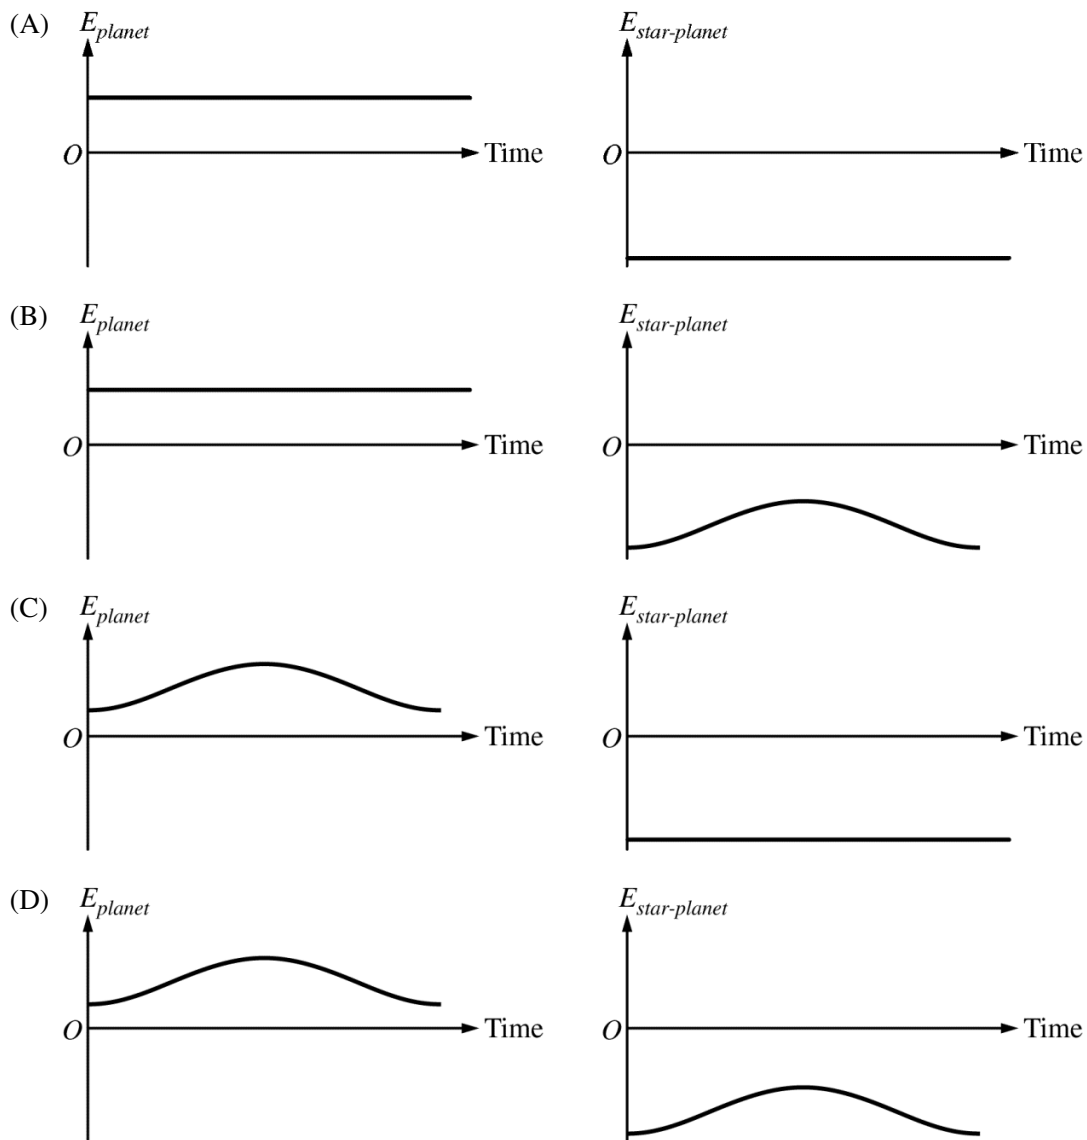 (A) E_planet E_star-planet
O Time O Time
(B) E_planet E_star-planet
O Time O Time
(C) E_planet E_star-planet
O Time O Time
(D) E_planet E_star-planet
O Time O Time